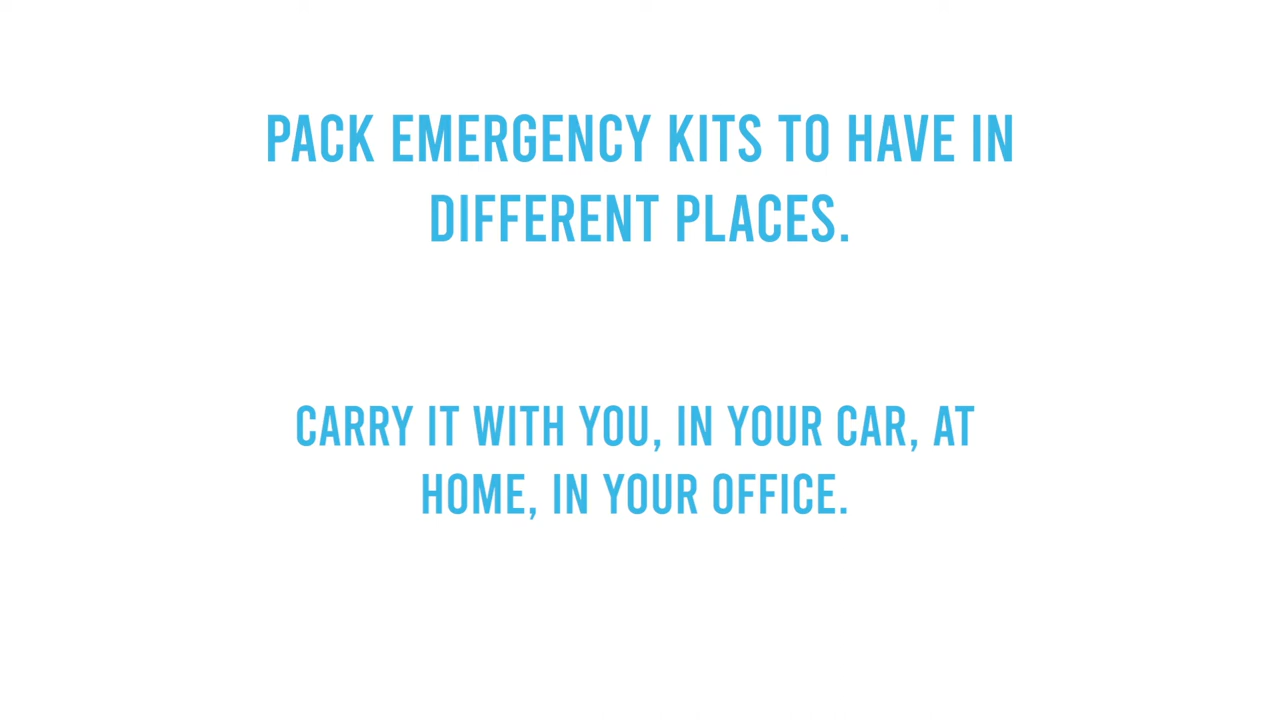 PACK EMERGENCY KITS TO HAVE IN
DIFFERENT PLACES.
CARRY IT WITH YOU, IN YOUR CAR, AT
HOME, IN YOUR OFFICE.